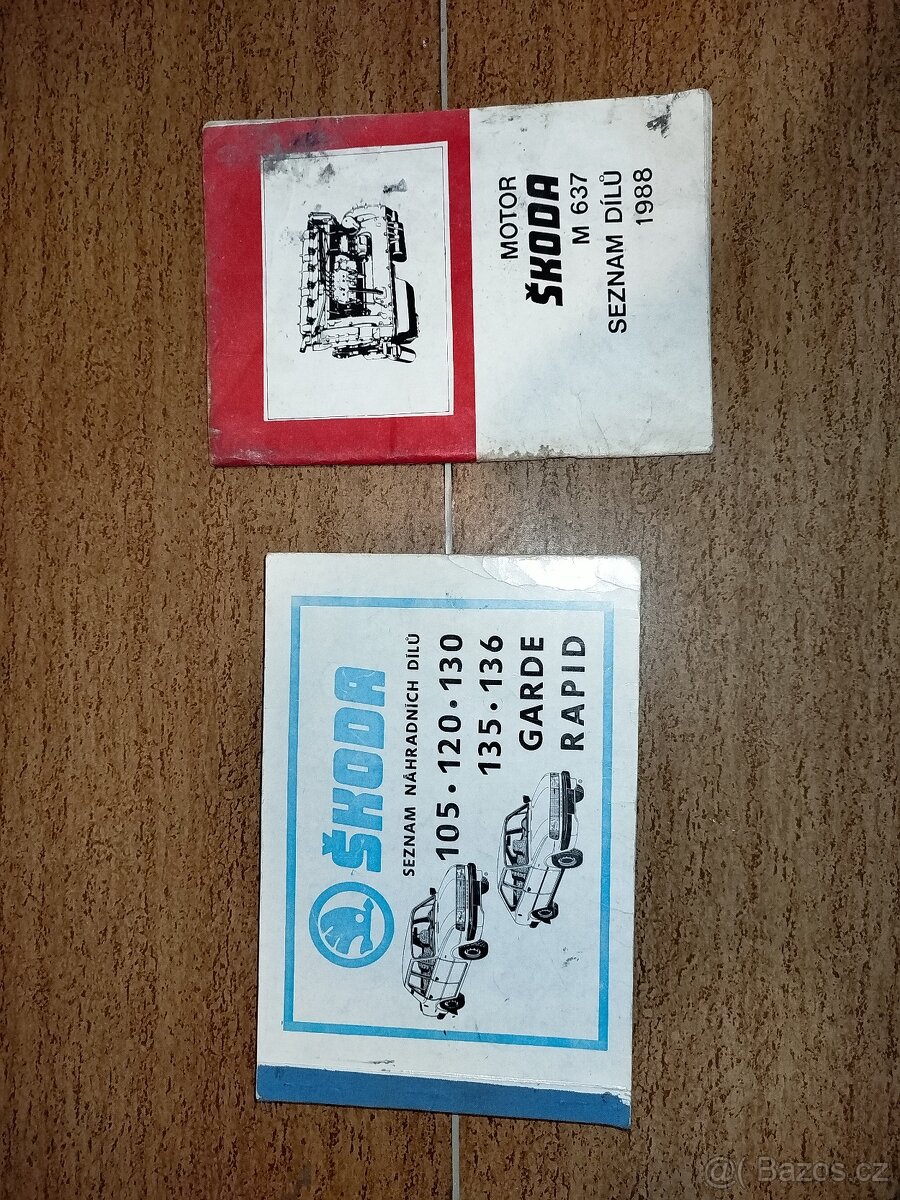 MOTOR
ŠKODA
M 637
SEZNAM DÍLŮ
1988
ŠKODA
SEZNAM NÁHRADNÍCH DÍLŮ
105 • 120 • 130
135 • 136
GARDE
RAPID
@( Bazos.cz